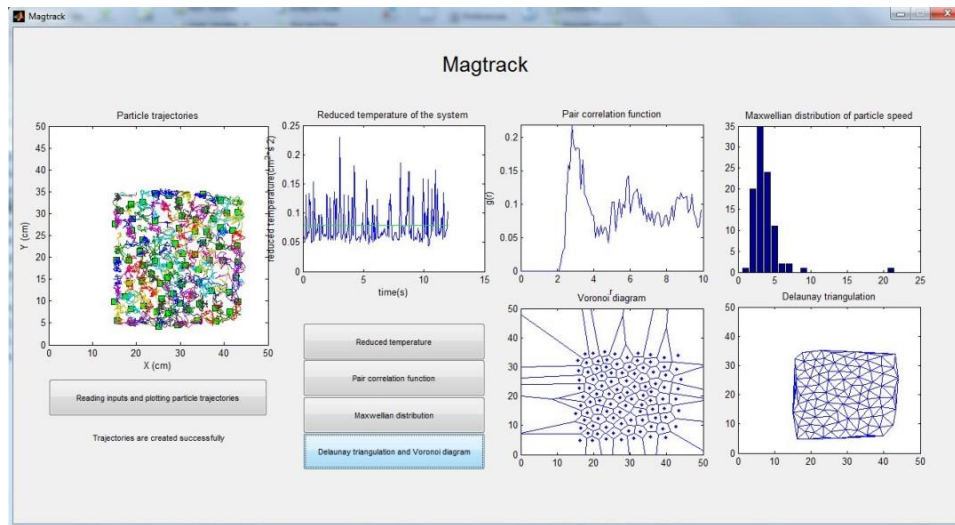 Magtrack
Magtrack
Particle trajectories
50
45
40
35
30
25
20
15
10
5
0
Y (cm)
0 10 20 30 40 50
X (cm)
Reading inputs and plotting particle trajectories
Trajectories are created successfully
Reduced temperature of the system
0.25
0.2
0.15
0.1
0.05
0
0 5 10 15
time(s)
Reduced temperature
Pair correlation function
Maxwellian distribution
Delaunay triangulation and Voronoi diagram
Pair correlation function
0.2
0.15
0.1
0.05
0
g(r)
0 2 4 6 8 10
r
Maxwellian distribution of particle speed
35
30
25
20
15
10
5
0
0 5 10 15 20 25
Voronoi diagram
50
40
30
20
10
0
0 10 20 30 40 50
Delaunay triangulation
50
40
30
20
10
0
0 10 20 30 40 50